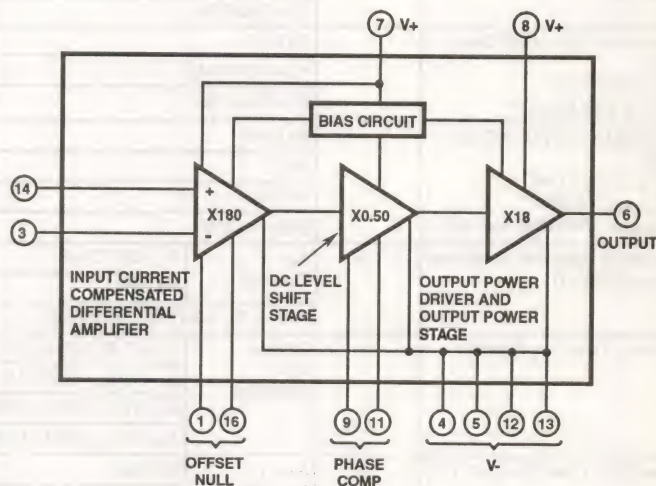 7 V+
8 V+
BIAS CIRCUIT
14
+
X180
X0.50
X18
6
3
-
OUTPUT
INPUT CURRENT
COMPENSATED
DIFFERENTIAL
AMPLIFIER
DC LEVEL
SHIFT
STAGE
OUTPUT POWER
DRIVER AND
OUTPUT POWER
STAGE
1 16 9 11 4 5 12 13
OFFSET
NULL
PHASE
COMP
V-